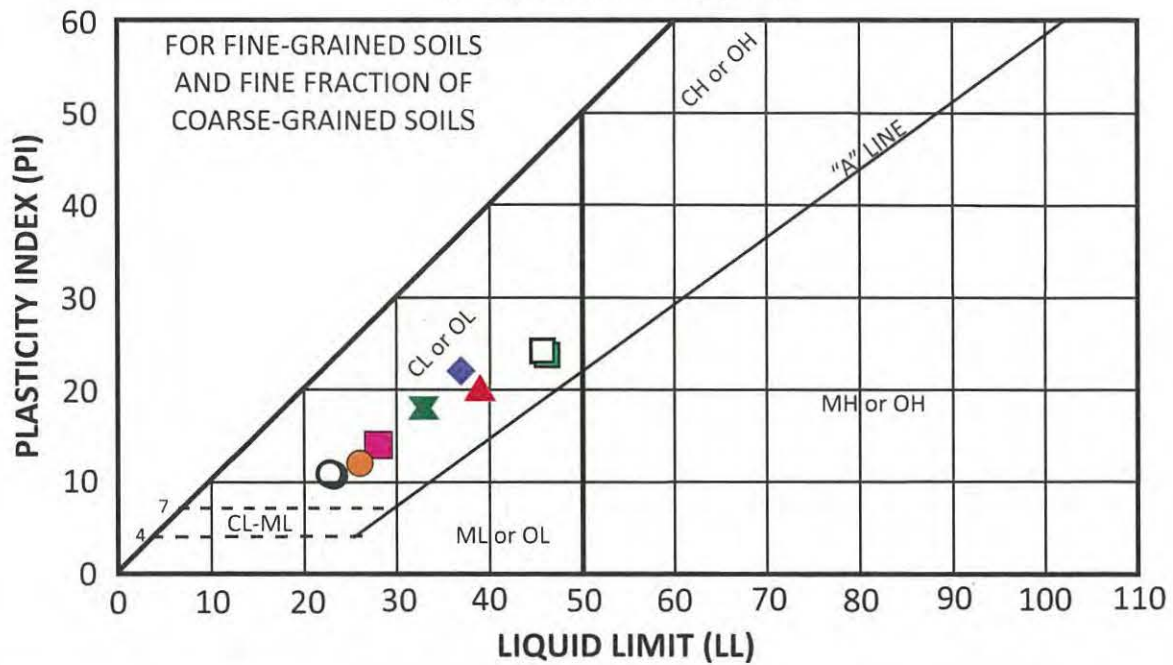 60
FOR FINE-GRAINED SOILS
AND FINE FRACTION OF
COARSE-GRAINED SOILS
CH or OH
50
"A" LINE
40
30
CL or OL
20
MH or OH
10
7
CL-ML
4
ML or OL
0
PLASTICITY INDEX (PI)
0 10 20 30 40 50 60 70 80 90 100 110
LIQUID LIMIT (LL)